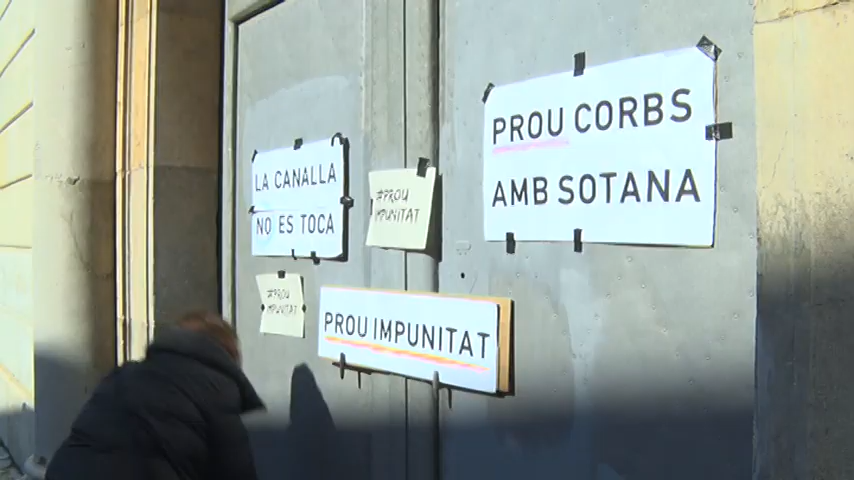 LA CANALLA
NO ES TOCA
#PROU
IMPUNITAT
PROU CORBS
AMB SOTANA
#PROU
IMPUNITAT
PROU IMPUNITAT